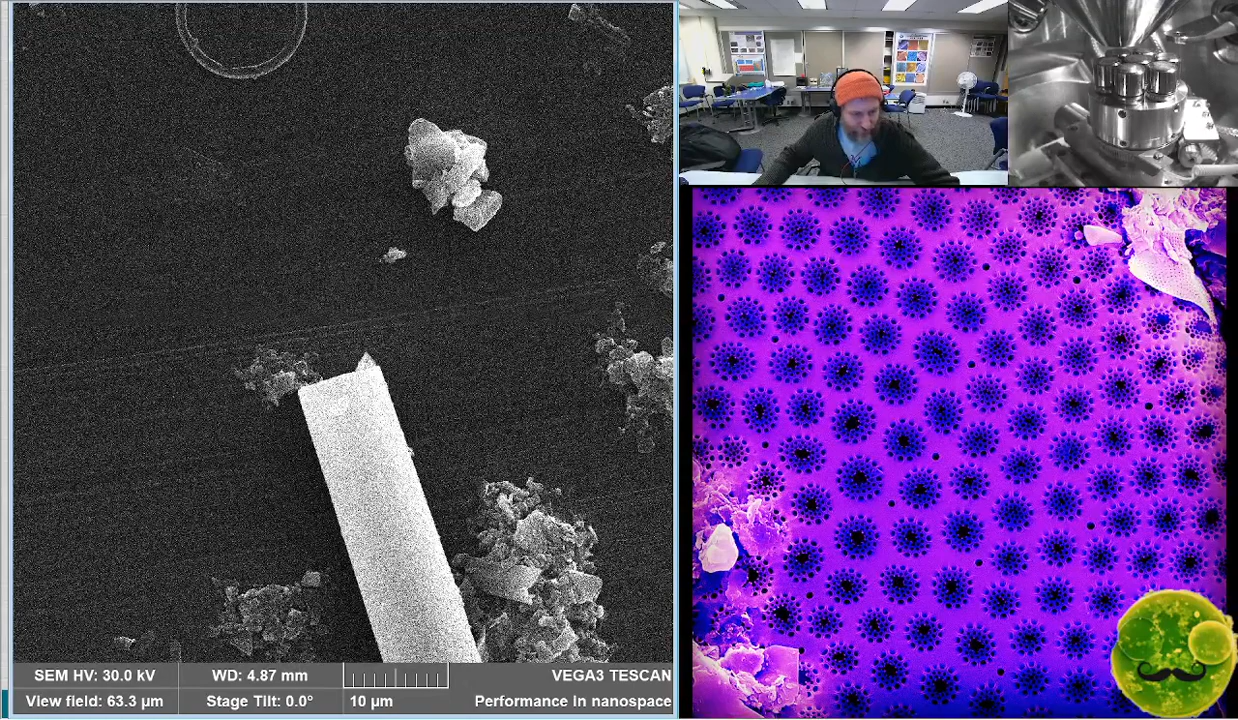 SEM HV: 30.0 kV
WD: 4.87 mm
VEGA3 TESCAN
View field: 63.3 µm
Stage Tilt: 0.0°
10 µm
Performance in nanospace